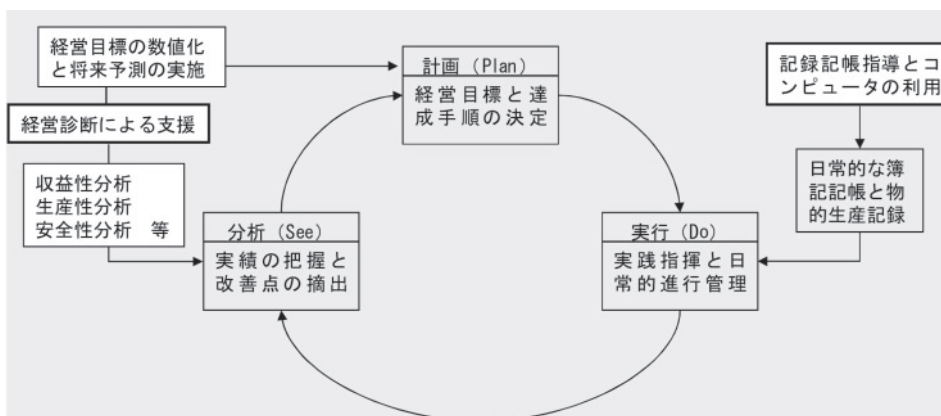 経営目標の数値化
と将来予測の実施
経営診断による支援
収益性分析
生産性分析
安全性分析　等
計画（Plan）
経営目標と達
成手順の決定
分析（See）
実績の把握と
改善点の摘出
実行（Do）
実践指揮と日
常的進行管理
記録記帳指導とコ
ンピュータの利用
日常的な簿
記記帳と物
的生産記録